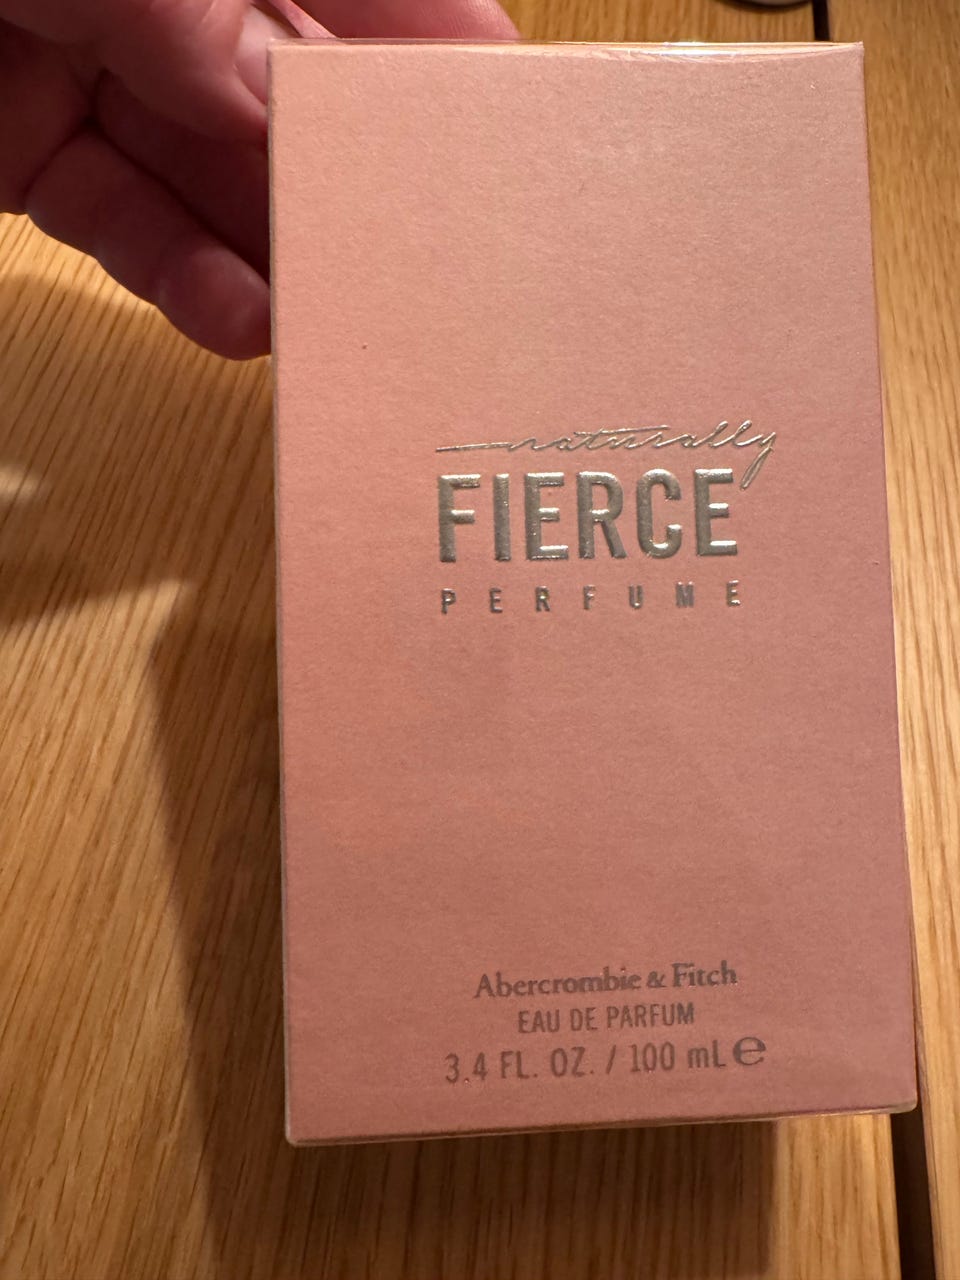 naturally
FIERCE
PERFUME
Abercrombie & Fitch
EAU DE PARFUM
3.4 FL. OZ. / 100 mL ℮